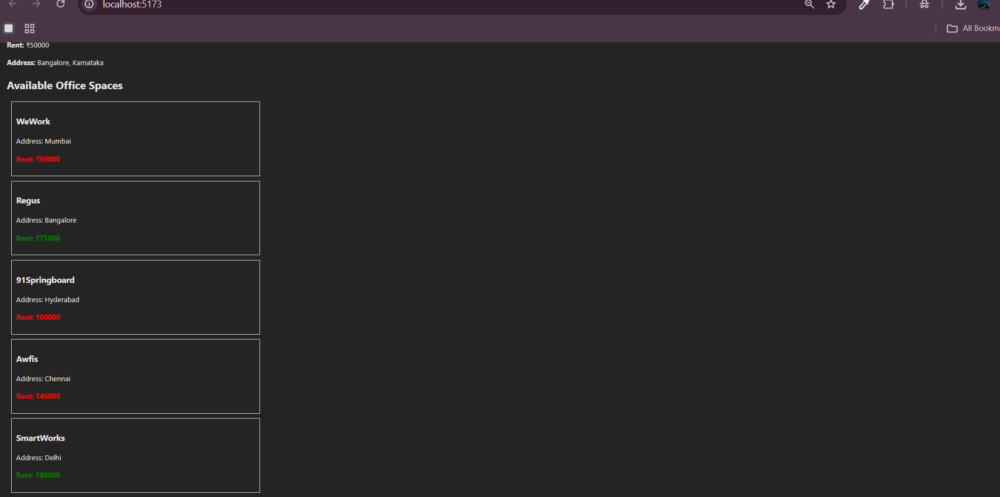 localhost:5173
All Bookma
Rent: ₹50000
Address: Bangalore, Karnataka
Available Office Spaces
WeWork
Address: Mumbai
Rent: ₹50000
Regus
Address: Bangalore
Rent: ₹75000
91Springboard
Address: Hyderabad
Rent: ₹60000
Awfis
Address: Chennai
Rent: ₹45000
SmartWorks
Address: Delhi
Rent: ₹80000